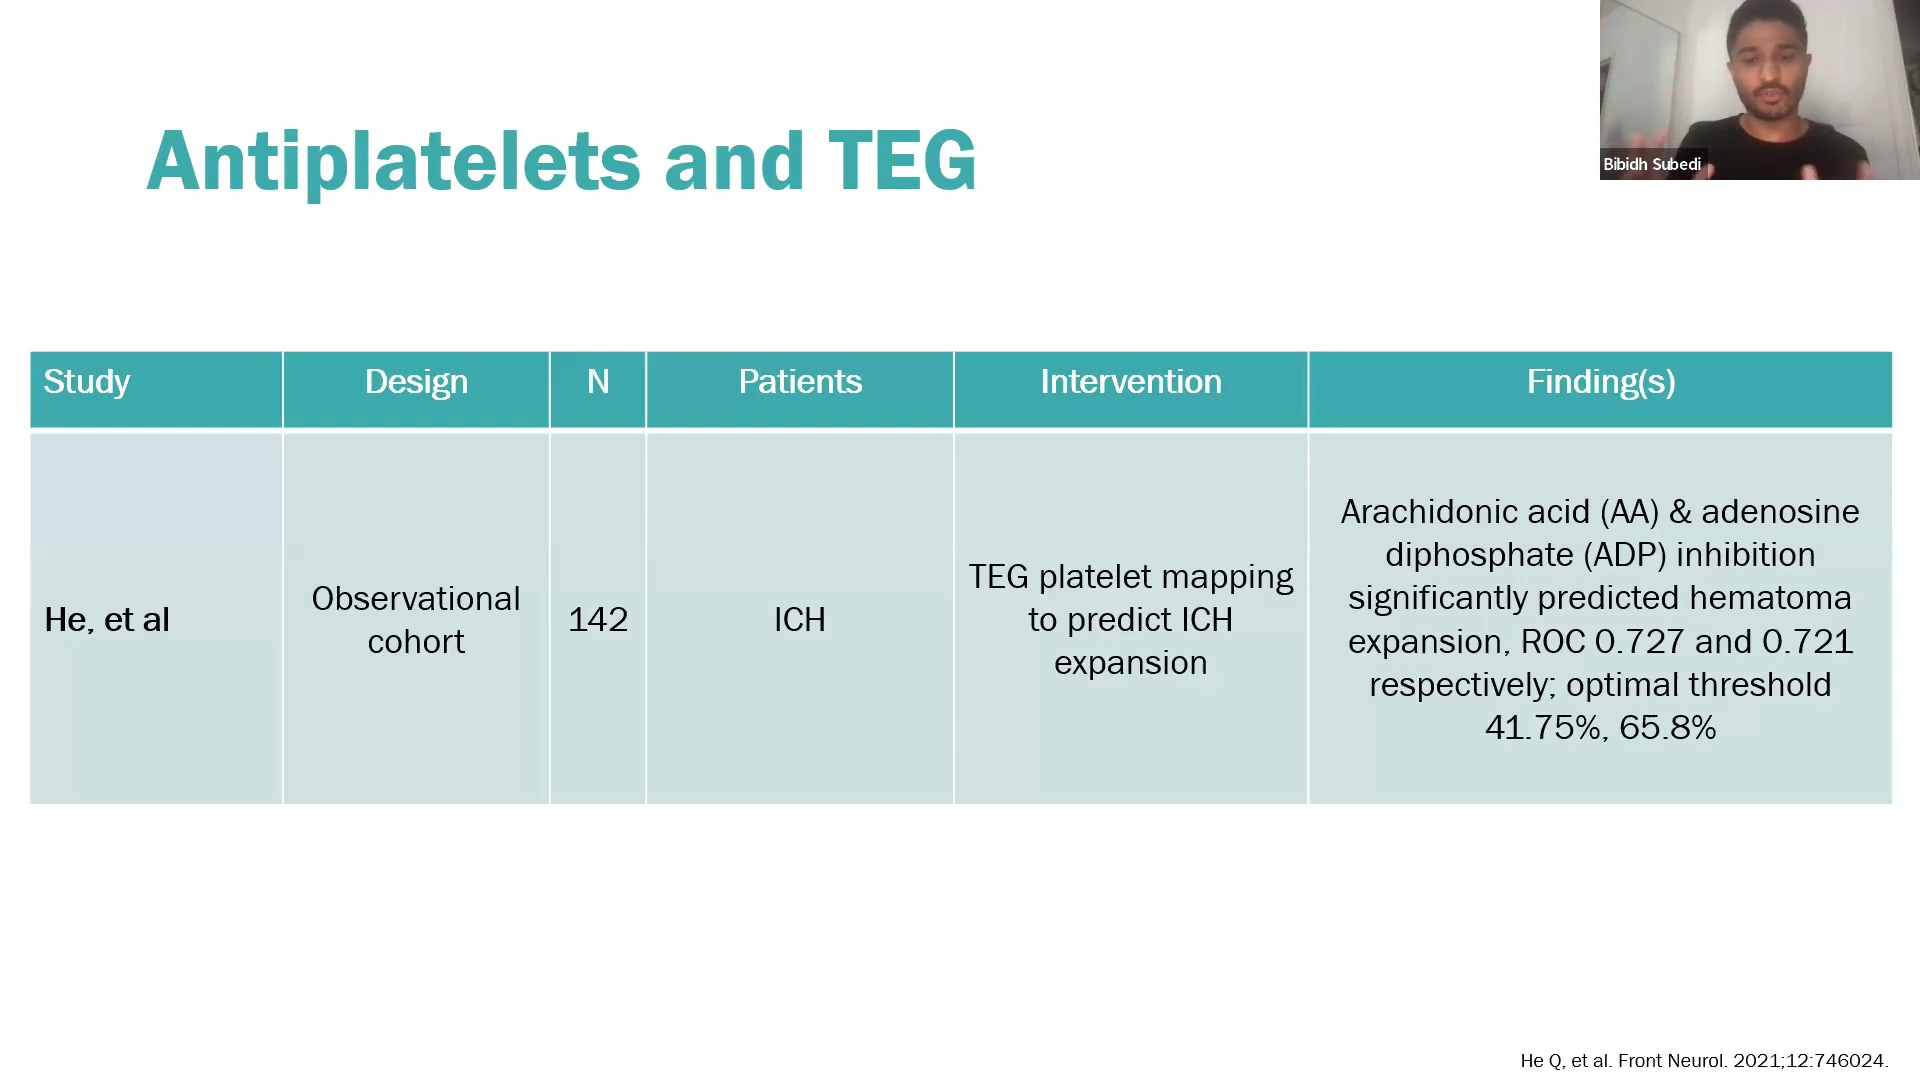 Bibidh Subedi
Antiplatelets and TEG
Study Design N Patients Intervention Finding(s)
He, et al
Observational
cohort
142
ICH
TEG platelet mapping
to predict ICH
expansion
Arachidonic acid (AA) & adenosine
diphosphate (ADP) inhibition
significantly predicted hematoma
expansion, ROC 0.727 and 0.721
respectively; optimal threshold
41.75%, 65.8%
He Q, et al. Front Neurol. 2021;12:746024.